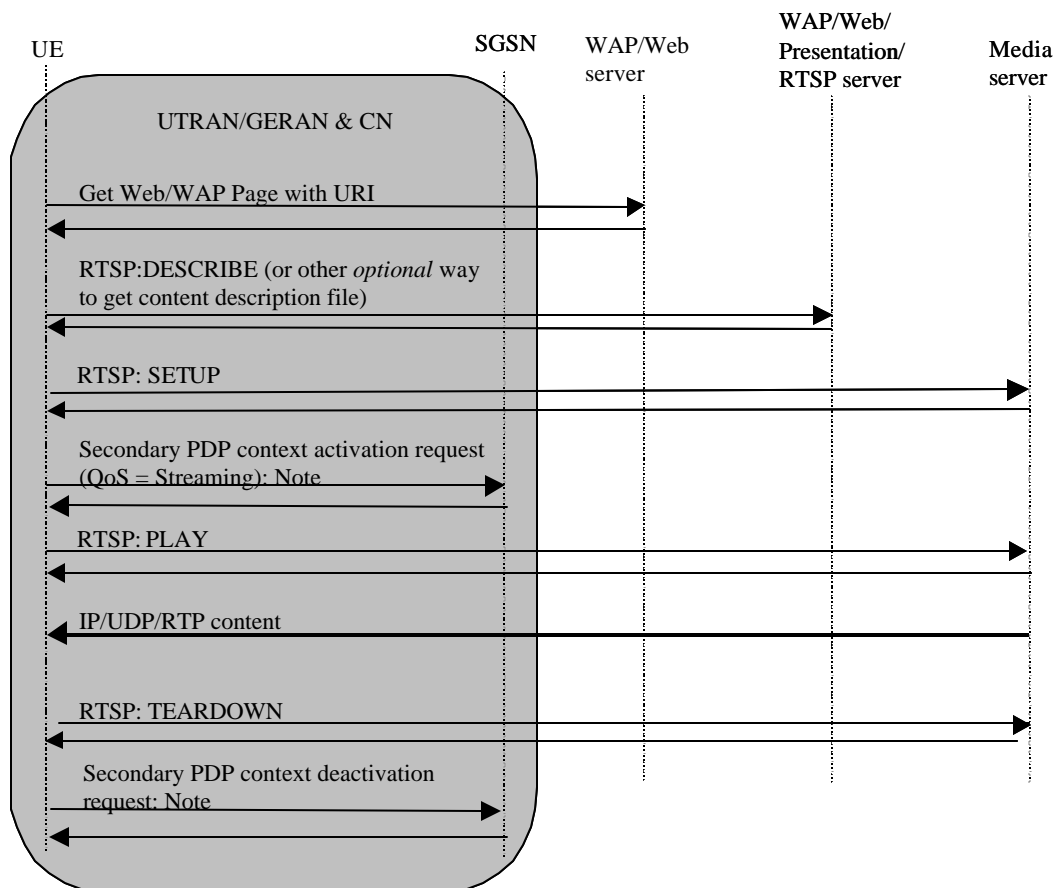 UE
SGSN
WAP/Web
server
WAP/Web/
Presentation/
RTSP server
Media
server
UTRAN/GERAN & CN
Get Web/WAP Page with URI
RTSP:DESCRIBE (or other optional way
to get content description file)
RTSP: SETUP
Secondary PDP context activation request
(QoS = Streaming): Note
RTSP: PLAY
IP/UDP/RTP content
RTSP: TEARDOWN
Secondary PDP context deactivation
request: Note